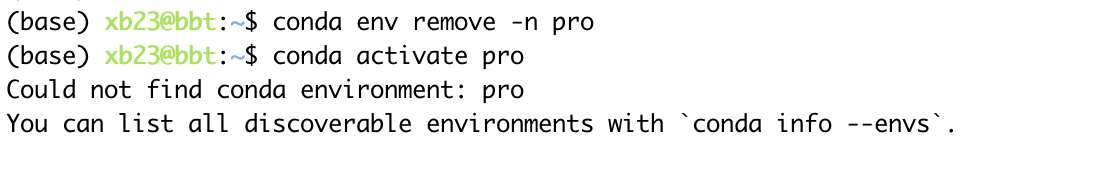 (base) xb23@bbt:~$ conda env remove -n pro
(base) xb23@bbt:~$ conda activate pro
Could not find conda environment: pro
You can list all discoverable environments with `conda info --envs`.